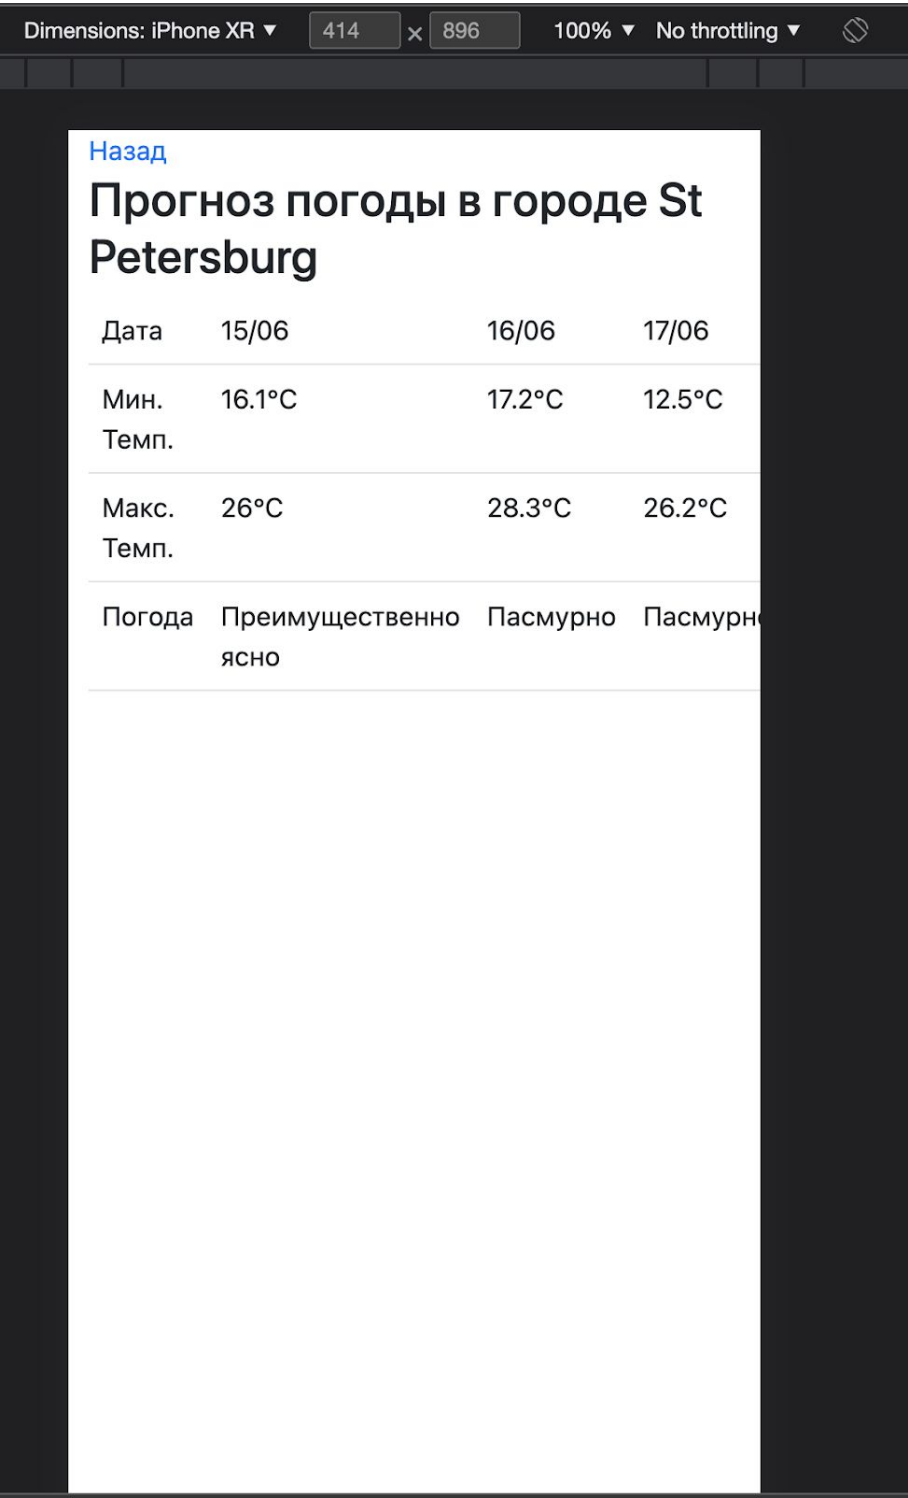 Dimensions: iPhone XR ▼ 414 × 896 100% ▼ No throttling ▼
Назад
Прогноз погоды в городе St
Petersburg
Дата 15/06 16/06 17/06
Мин. 16.1°C 17.2°C 12.5°C
Темп.
Макс. 26°C 28.3°C 26.2°C
Темп.
Погода Преимущественно Пасмурно Пасмурно
ясно